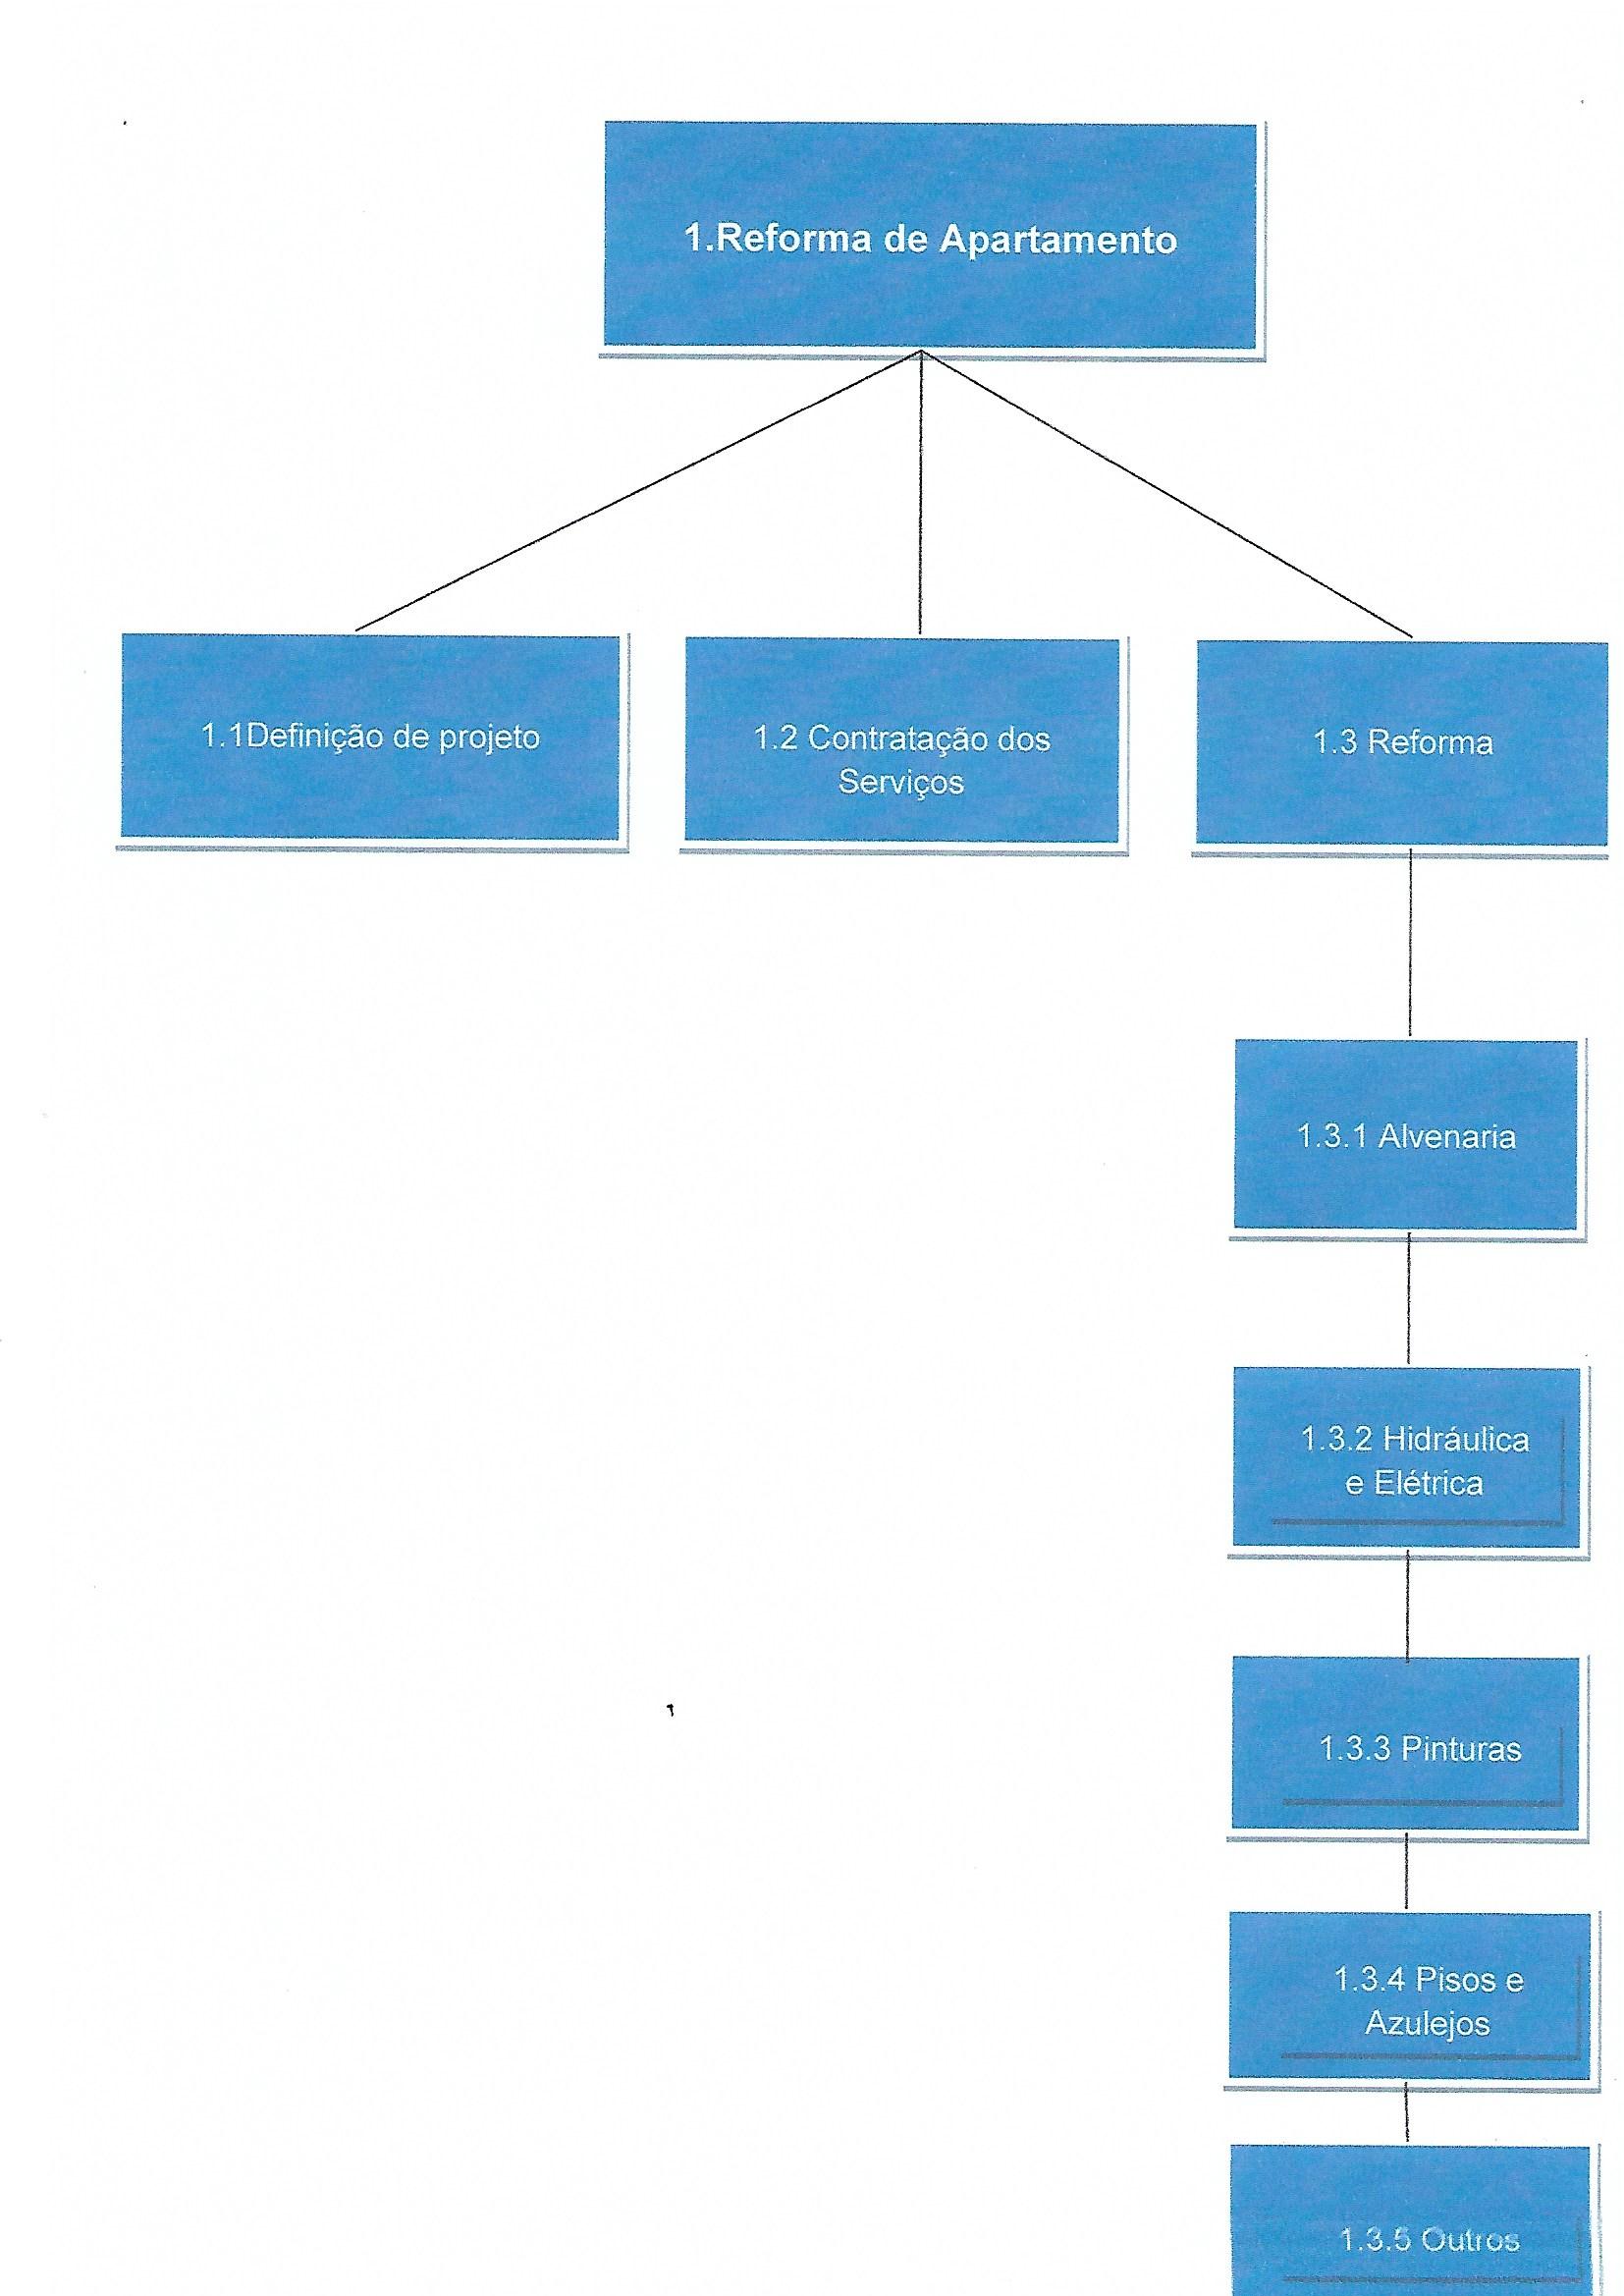 1.Reforma de Apartamento
1.1Definição de projeto
1.2 Contratação dos
Serviços
1.3 Reforma
1.3.1 Alvenaria
1.3.2 Hidráulica
e Elétrica
1.3.3 Pinturas
1.3.4 Pisos e
Azulejos
1.3.5 Outros